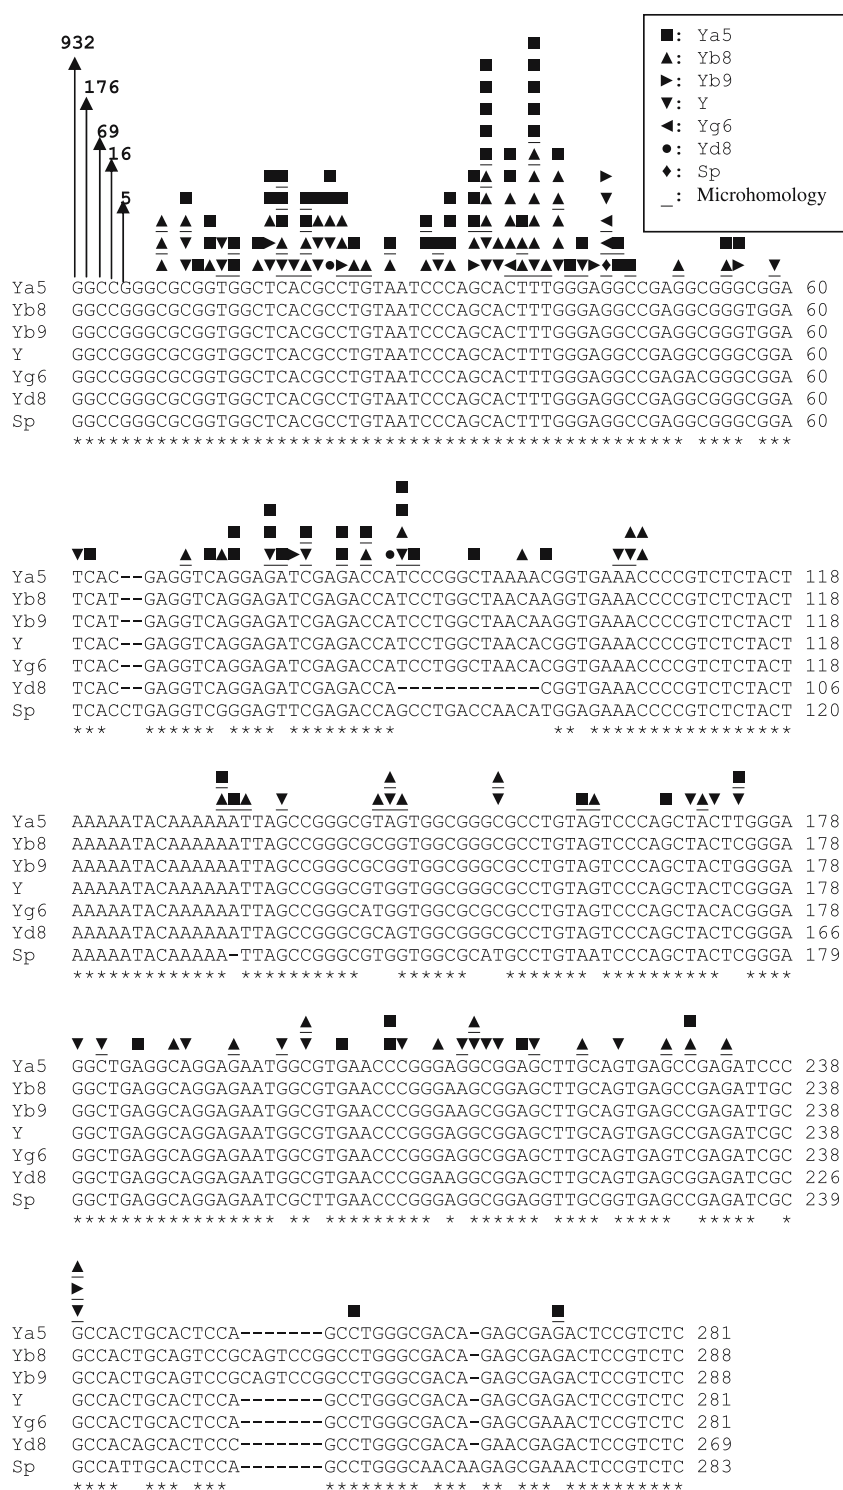 932
176
69
16
5
■: Ya5
▲: Yb8
▶: Yb9
▼: Y
◀: Yg6
●: Yd8
♦: Sp
_: Microhomology
Ya5 GGCCGGGCGCGGTGGCTCACGCCTGTAATCCCAGCACTTTGGGAGGCCGAGGCGGGCGGA 60
Yb8 GGCCGGGCGCGGTGGCTCACGCCTGTAATCCCAGCACTTTGGGAGGCCGAGGCGGGTGGA 60
Yb9 GGCCGGGCGCGGTGGCTCACGCCTGTAATCCCAGCACTTTGGGAGGCCGAGGCGGGTGGA 60
Y GGCCGGGCGCGGTGGCTCACGCCTGTAATCCCAGCACTTTGGGAGGCCGAGGCGGGCGGA 60
Yg6 GGCCGGGCGCGGTGGCTCACGCCTGTAATCCCAGCACTTTGGGAGGCCGAGACGGGCGGA 60
Yd8 GGCCGGGCGCGGTGGCTCACGCCTGTAATCCCAGCACTTTGGGAGGCCGAGGCGGGCGGA 60
Sp GGCCGGGCGCGGTGGCTCACGCCTGTAATCCCAGCACTTTGGGAGGCCGAGGCGGGCGGA 60
*************************************************** **** ***
Ya5 TCAC--GAGGTCAGGAGATCGAGACCATCCCGGCTAAAACGGTGAAACCCCGTCTCTACT 118
Yb8 TCAT--GAGGTCAGGAGATCGAGACCATCCTGGCTAACAAGGTGAAACCCCGTCTCTACT 118
Yb9 TCAT--GAGGTCAGGAGATCGAGACCATCCTGGCTAACAAGGTGAAACCCCGTCTCTACT 118
Y TCAC--GAGGTCAGGAGATCGAGACCATCCTGGCTAACACGGTGAAACCCCGTCTCTACT 118
Yg6 TCAC--GAGGTCAGGAGATCGAGACCATCCTGGCTAACACGGTGAAACCCCGTCTCTACT 118
Yd8 TCAC--GAGGTCAGGAGATCGAGACCA------------CGGTGAAACCCCGTCTCTACT 106
Sp TCACCTGAGGTCGGGAGTTCGAGACCAGCCTGACCAACATGGAGAAACCCCGTCTCTACT 120
*** ****** **** ********* ** *****************
Ya5 AAAAATACAAAAAATTAGCCGGGCGTAGTGGCGGGCGCCTGTAGTCCCAGCTACTTGGGA 178
Yb8 AAAAATACAAAAAATTAGCCGGGCGCGGTGGCGGGCGCCTGTAGTCCCAGCTACTCGGGA 178
Yb9 AAAAATACAAAAAATTAGCCGGGCGCGGTGGCGGGCGCCTGTAGTCCCAGCTACTGGGGA 178
Y AAAAATACAAAAAATTAGCCGGGCGTGGTGGCGGGCGCCTGTAGTCCCAGCTACTCGGGA 178
Yg6 AAAAATACAAAAAATTAGCCGGGCATGGTGGCGCGCGCCTGTAGTCCCAGCTACACGGGA 178
Yd8 AAAAATACAAAAAATTAGCCGGGCGCAGTGGCGGGCGCCTGTAGTCCCAGCTACTCGGGA 166
Sp AAAAATACAAAAA-TTAGCCGGGCGTGGTGGCGCATGCCTGTAATCCCAGCTACTCGGGA 179
************* *********** ****** ******* ********** ****
Ya5 GGCTGAGGCAGGAGAATGGCGTGAACCCGGGAGGCGGAGCTTGCAGTGAGCCGAGATCCC 238
Yb8 GGCTGAGGCAGGAGAATGGCGTGAACCCGGGAAGCGGAGCTTGCAGTGAGCCGAGATTGC 238
Yb9 GGCTGAGGCAGGAGAATGGCGTGAACCCGGGAAGCGGAGCTTGCAGTGAGCCGAGATTGC 238
Y GGCTGAGGCAGGAGAATGGCGTGAACCCGGGAGGCGGAGCTTGCAGTGAGCCGAGATCGC 238
Yg6 GGCTGAGGCAGGAGAATGGCGTGAACCCGGGAGGCGGAGCTTGCAGTGAGTCGAGATCGC 238
Yd8 GGCTGAGGCAGGAGAATGGCGTGAACCCGGAAGGCGGAGCTTGCAGTGAGCGGAGATCGC 226
Sp GGCTGAGGCAGGAGAATCGCTTGAACCCGGGAGGCGGAGGTTGCGGTGAGCCGAGATCGC 239
***************** ** ********* * ****** **** ***** ***** *
Ya5 GCCACTGCACTCCA-------GCCTGGGCGACA-GAGCGAGACTCCGTCTC 281
Yb8 GCCACTGCAGTCCGCAGTCCGGCCTGGGCGACA-GAGCGAGACTCCGTCTC 288
Yb9 GCCACTGCAGTCCGCAGTCCGGCCTGGGCGACA-GAGCGAGACTCCGTCTC 288
Y GCCACTGCACTCCA-------GCCTGGGCGACA-GAGCGAGACTCCGTCTC 281
Yg6 GCCACTGCACTCCA-------GCCTGGGCGACA-GAGCGAAACTCCGTCTC 281
Yd8 GCCACAGCACTCCC-------GCCTGGGCGACA-GAACGAGACTCCGTCTC 269
Sp GCCATTGCACTCCA-------GCCTGGGCAACAAGAGCGAAACTCCGTCTC 283
**** *** *** ******** *** ** *** **********